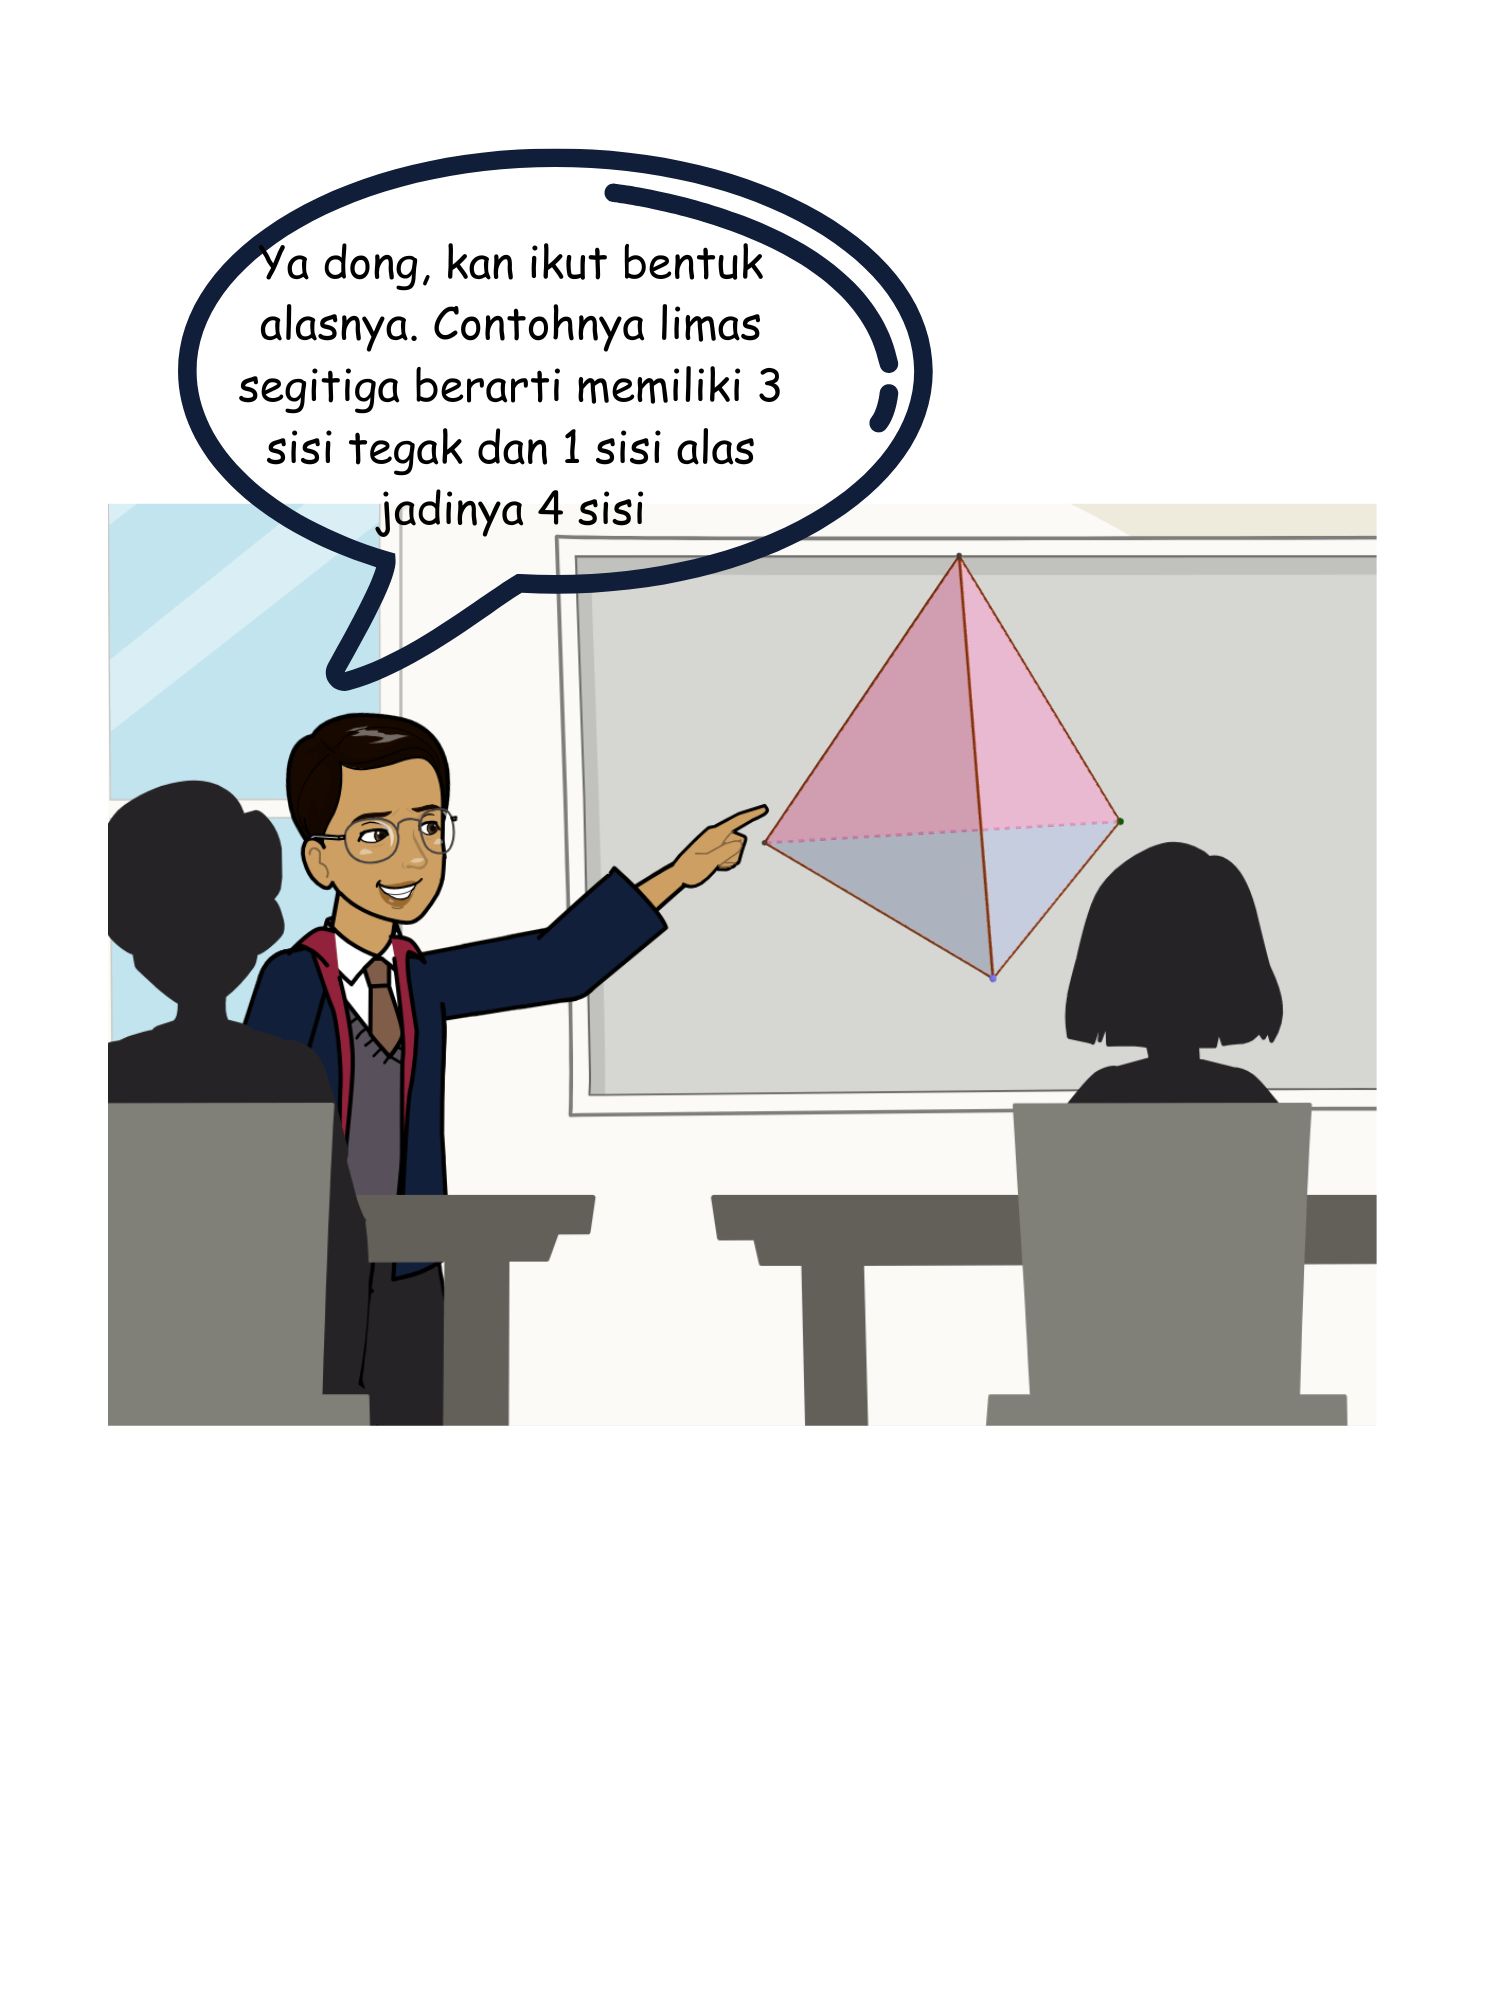 Ya dong, kan ikut bentuk
alasnya. Contohnya limas
segitiga berarti memiliki 3
sisi tegak dan 1 sisi alas
jadinya 4 sisi